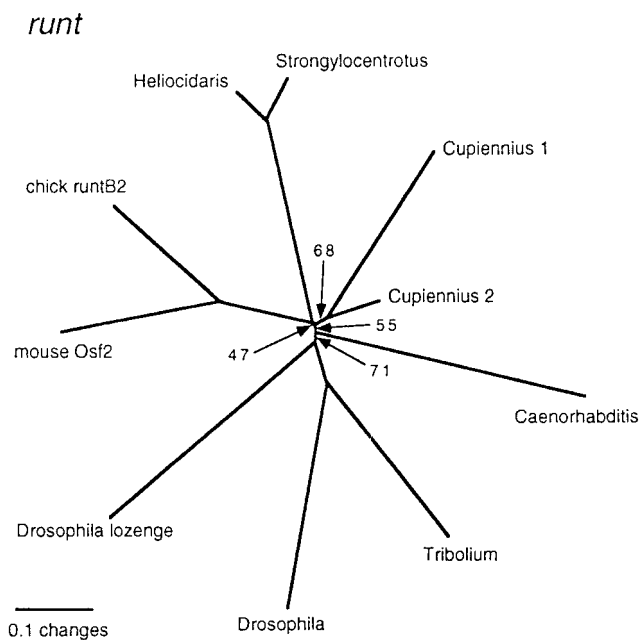 runt
Strongylocentrotus
Heliocidaris
Cupiennius 1
chick runtB2
68
Cupiennius 2
55
47
mouse Osf2
71
Caenorhabditis
Drosophila lozenge
Tribolium
Drosophila
0.1 changes